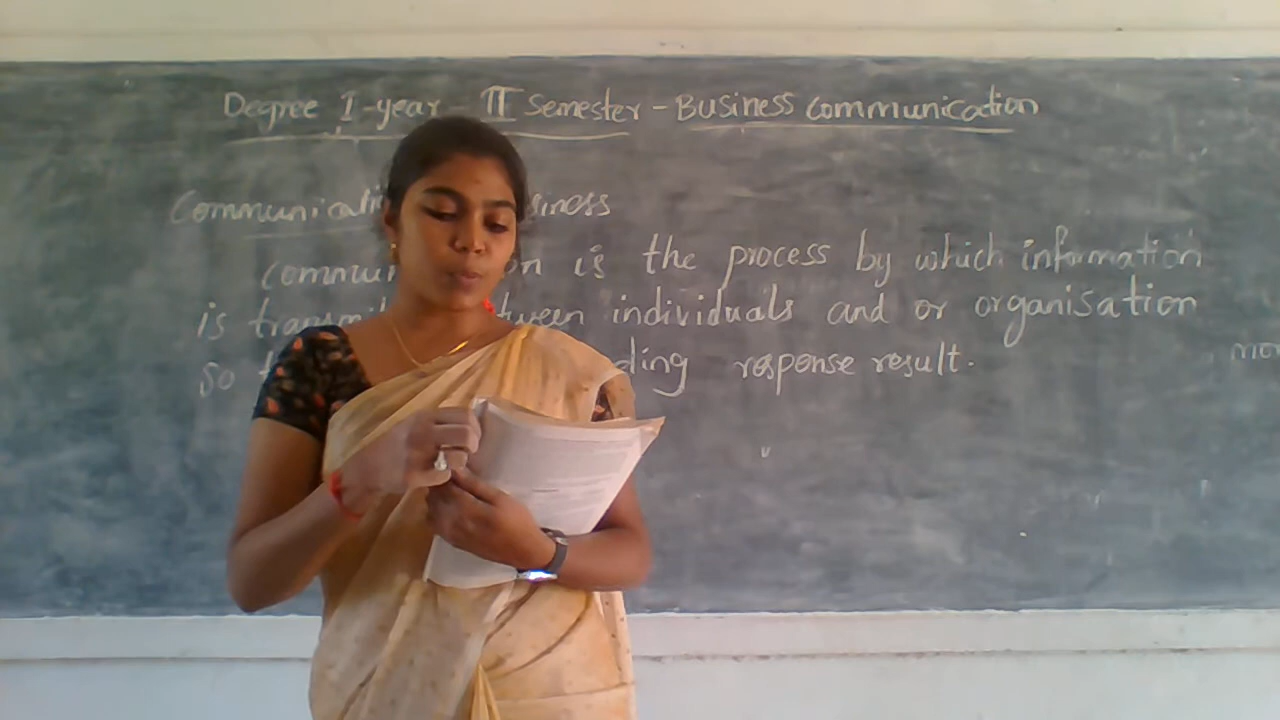 Degree I-year - II Semester - Business communication
Communicati siness
commun on is the process by which information
is transmi tween individuals and or organisation
so ding response result.